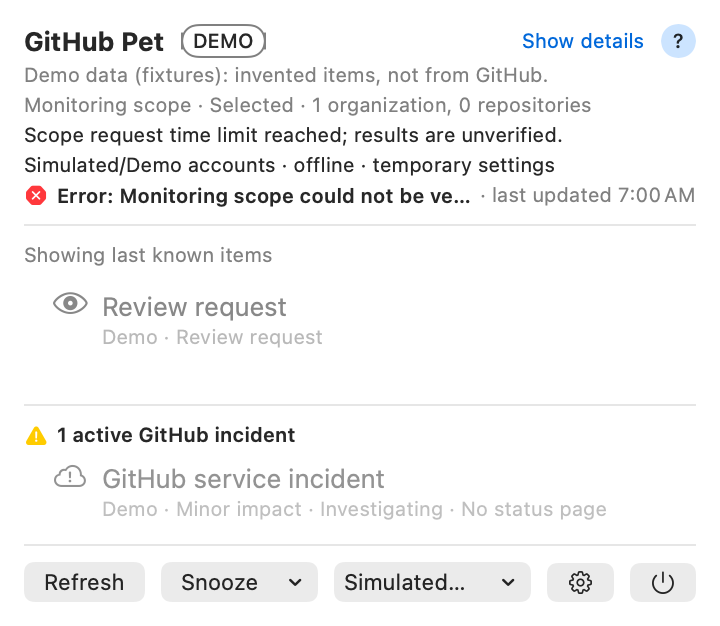 GitHub Pet DEMO Show details ?
Demo data (fixtures): invented items, not from GitHub.
Monitoring scope · Selected · 1 organization, 0 repositories
Scope request time limit reached; results are unverified.
Simulated/Demo accounts · offline · temporary settings
Error: Monitoring scope could not be ve... · last updated 7:00 AM
Showing last known items
Review request
Demo · Review request
1 active GitHub incident
GitHub service incident
Demo · Minor impact · Investigating · No status page
Refresh Snooze Simulated...